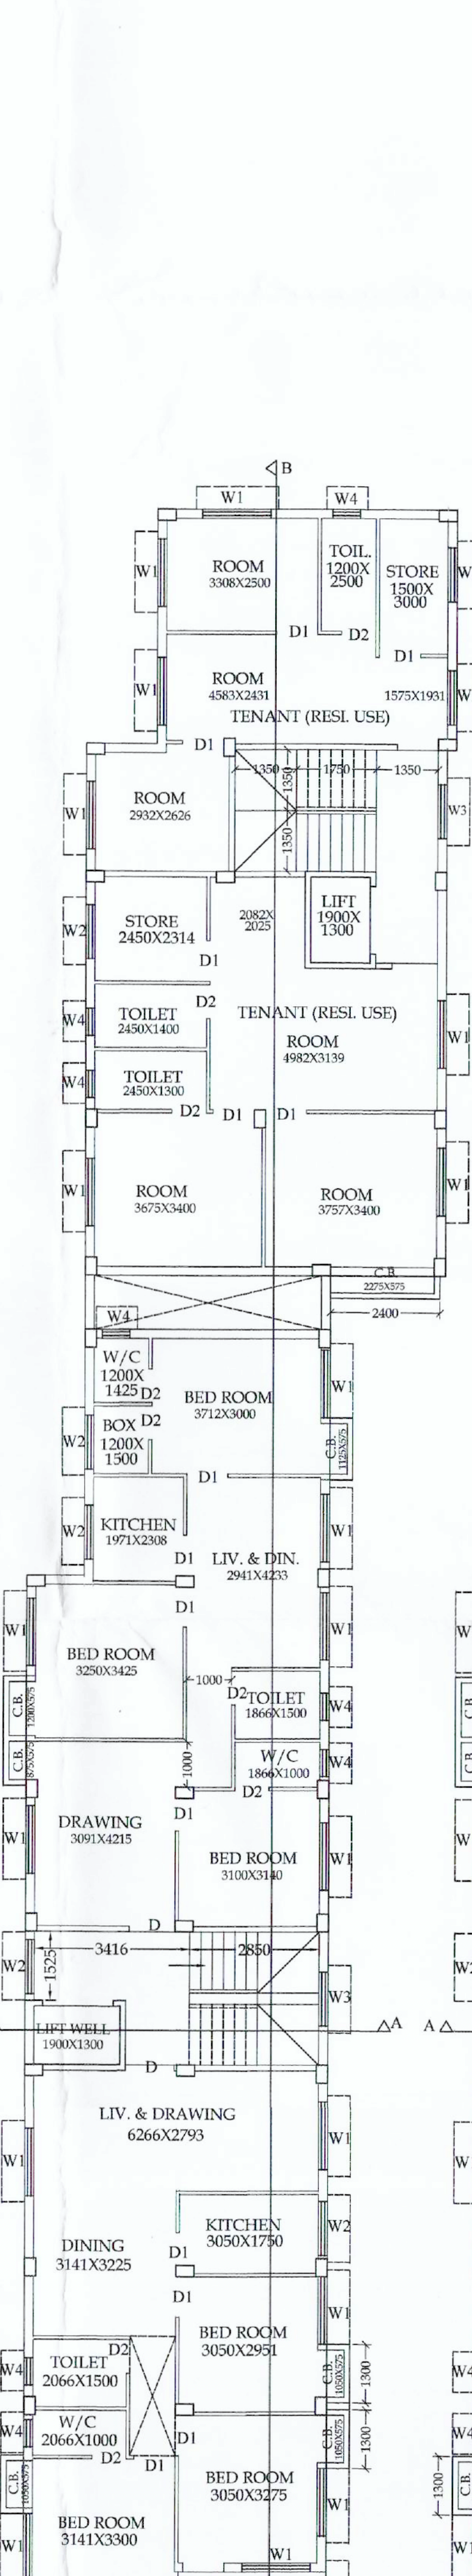 B
W1
W4
W1
ROOM
3308X2500
TOIL.
1200X
2500
STORE
1500X
3000
W
D1
D2
D1
W1
ROOM
4583X2431
1575X1931
W
TENANT (RESI. USE)
D1
1350
1750
1350
1350
W1
ROOM
2932X2626
W3
1350
LIFT
1900X
1300
W2
STORE
2450X2314
2082X
2025
D1
D2
W4
TOILET
2450X1400
TENANT (RESI. USE)
ROOM
4982X3139
W1
W4
TOILET
2450X1300
D2
D1
D1
W1
ROOM
3675X3400
ROOM
3757X3400
W1
C.B.
2275X575
2400
W4
W/C
1200X
1425
D2
BED ROOM
3712X3000
W1
W2
BOX
1200X
1500
D2
C.B.
1125X575
D1
W2
KITCHEN
1971X2308
W1
D1
LIV. & DIN.
2941X4233
D1
W1
W1
W
BED ROOM
3250X3425
1000
D2
TOILET
1866X1500
W4
C.B.
1200X575
C.B.
C.B.
875X575
C.B.
1000
W/C
1866X1000
W4
D2
D1
W1
DRAWING
3091X4215
BED ROOM
3100X3140
W1
W
D
W2
1525
3416
2850
W3
W2
LIFT WELL
1900X1300
A
A
D
LIV. & DRAWING
6266X2793
W1
W1
W
KITCHEN
3050X1750
W2
DINING
3141X3225
D1
D1
W1
BED ROOM
3050X2951
D2
W4
TOILET
2066X1500
C.B.
1050X575
1300
W4
W4
W/C
2066X1000
D2
D1
D1
C.B.
1050X575
1300
W4
C.B.
1050X575
BED ROOM
3050X3275
1300
C.B.
W1
BED ROOM
3141X3300
W1
W1
W1